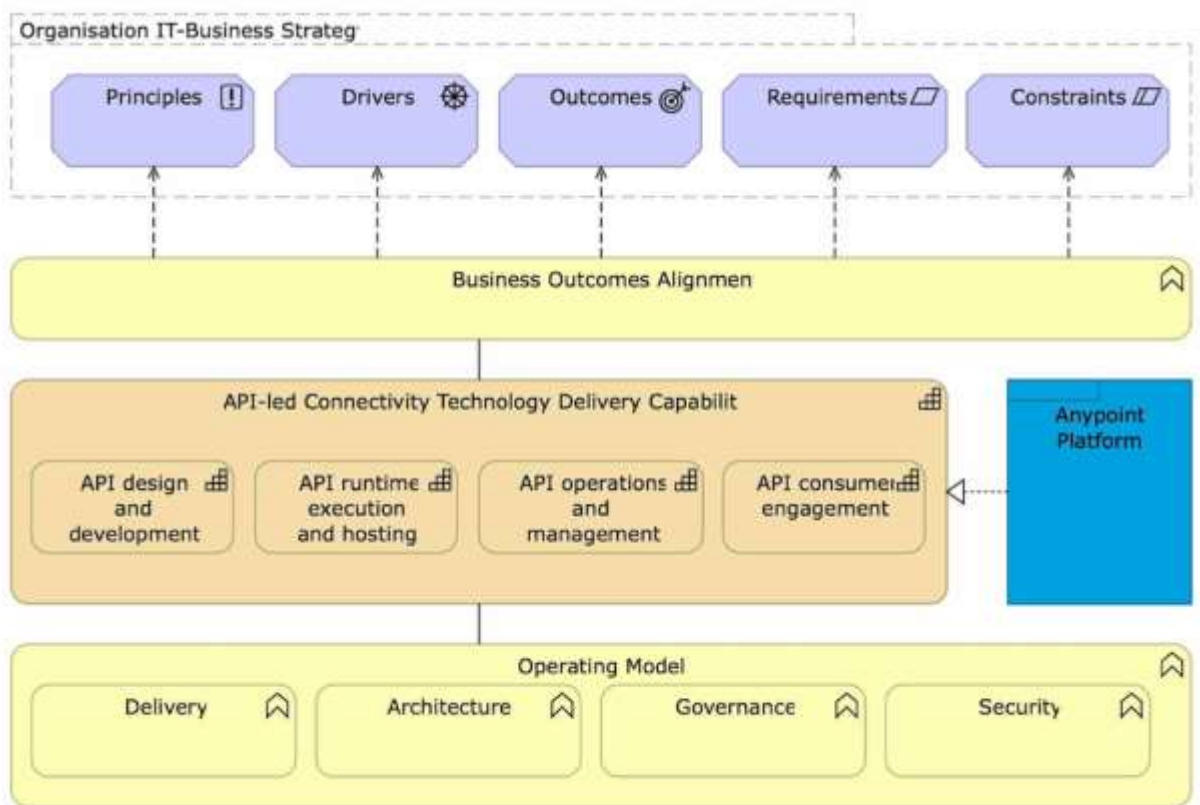 Organisation IT-Business Strateg
Principles
Drivers
Outcomes
Requirements
Constraints
Business Outcomes Alignmen
API-led Connectivity Technology Delivery Capabilit
Anypoint
Platform
API design
and
development
API runtime
execution
and hosting
API operations
and
management
API consumer
engagement
Operating Model
Delivery
Architecture
Governance
Security